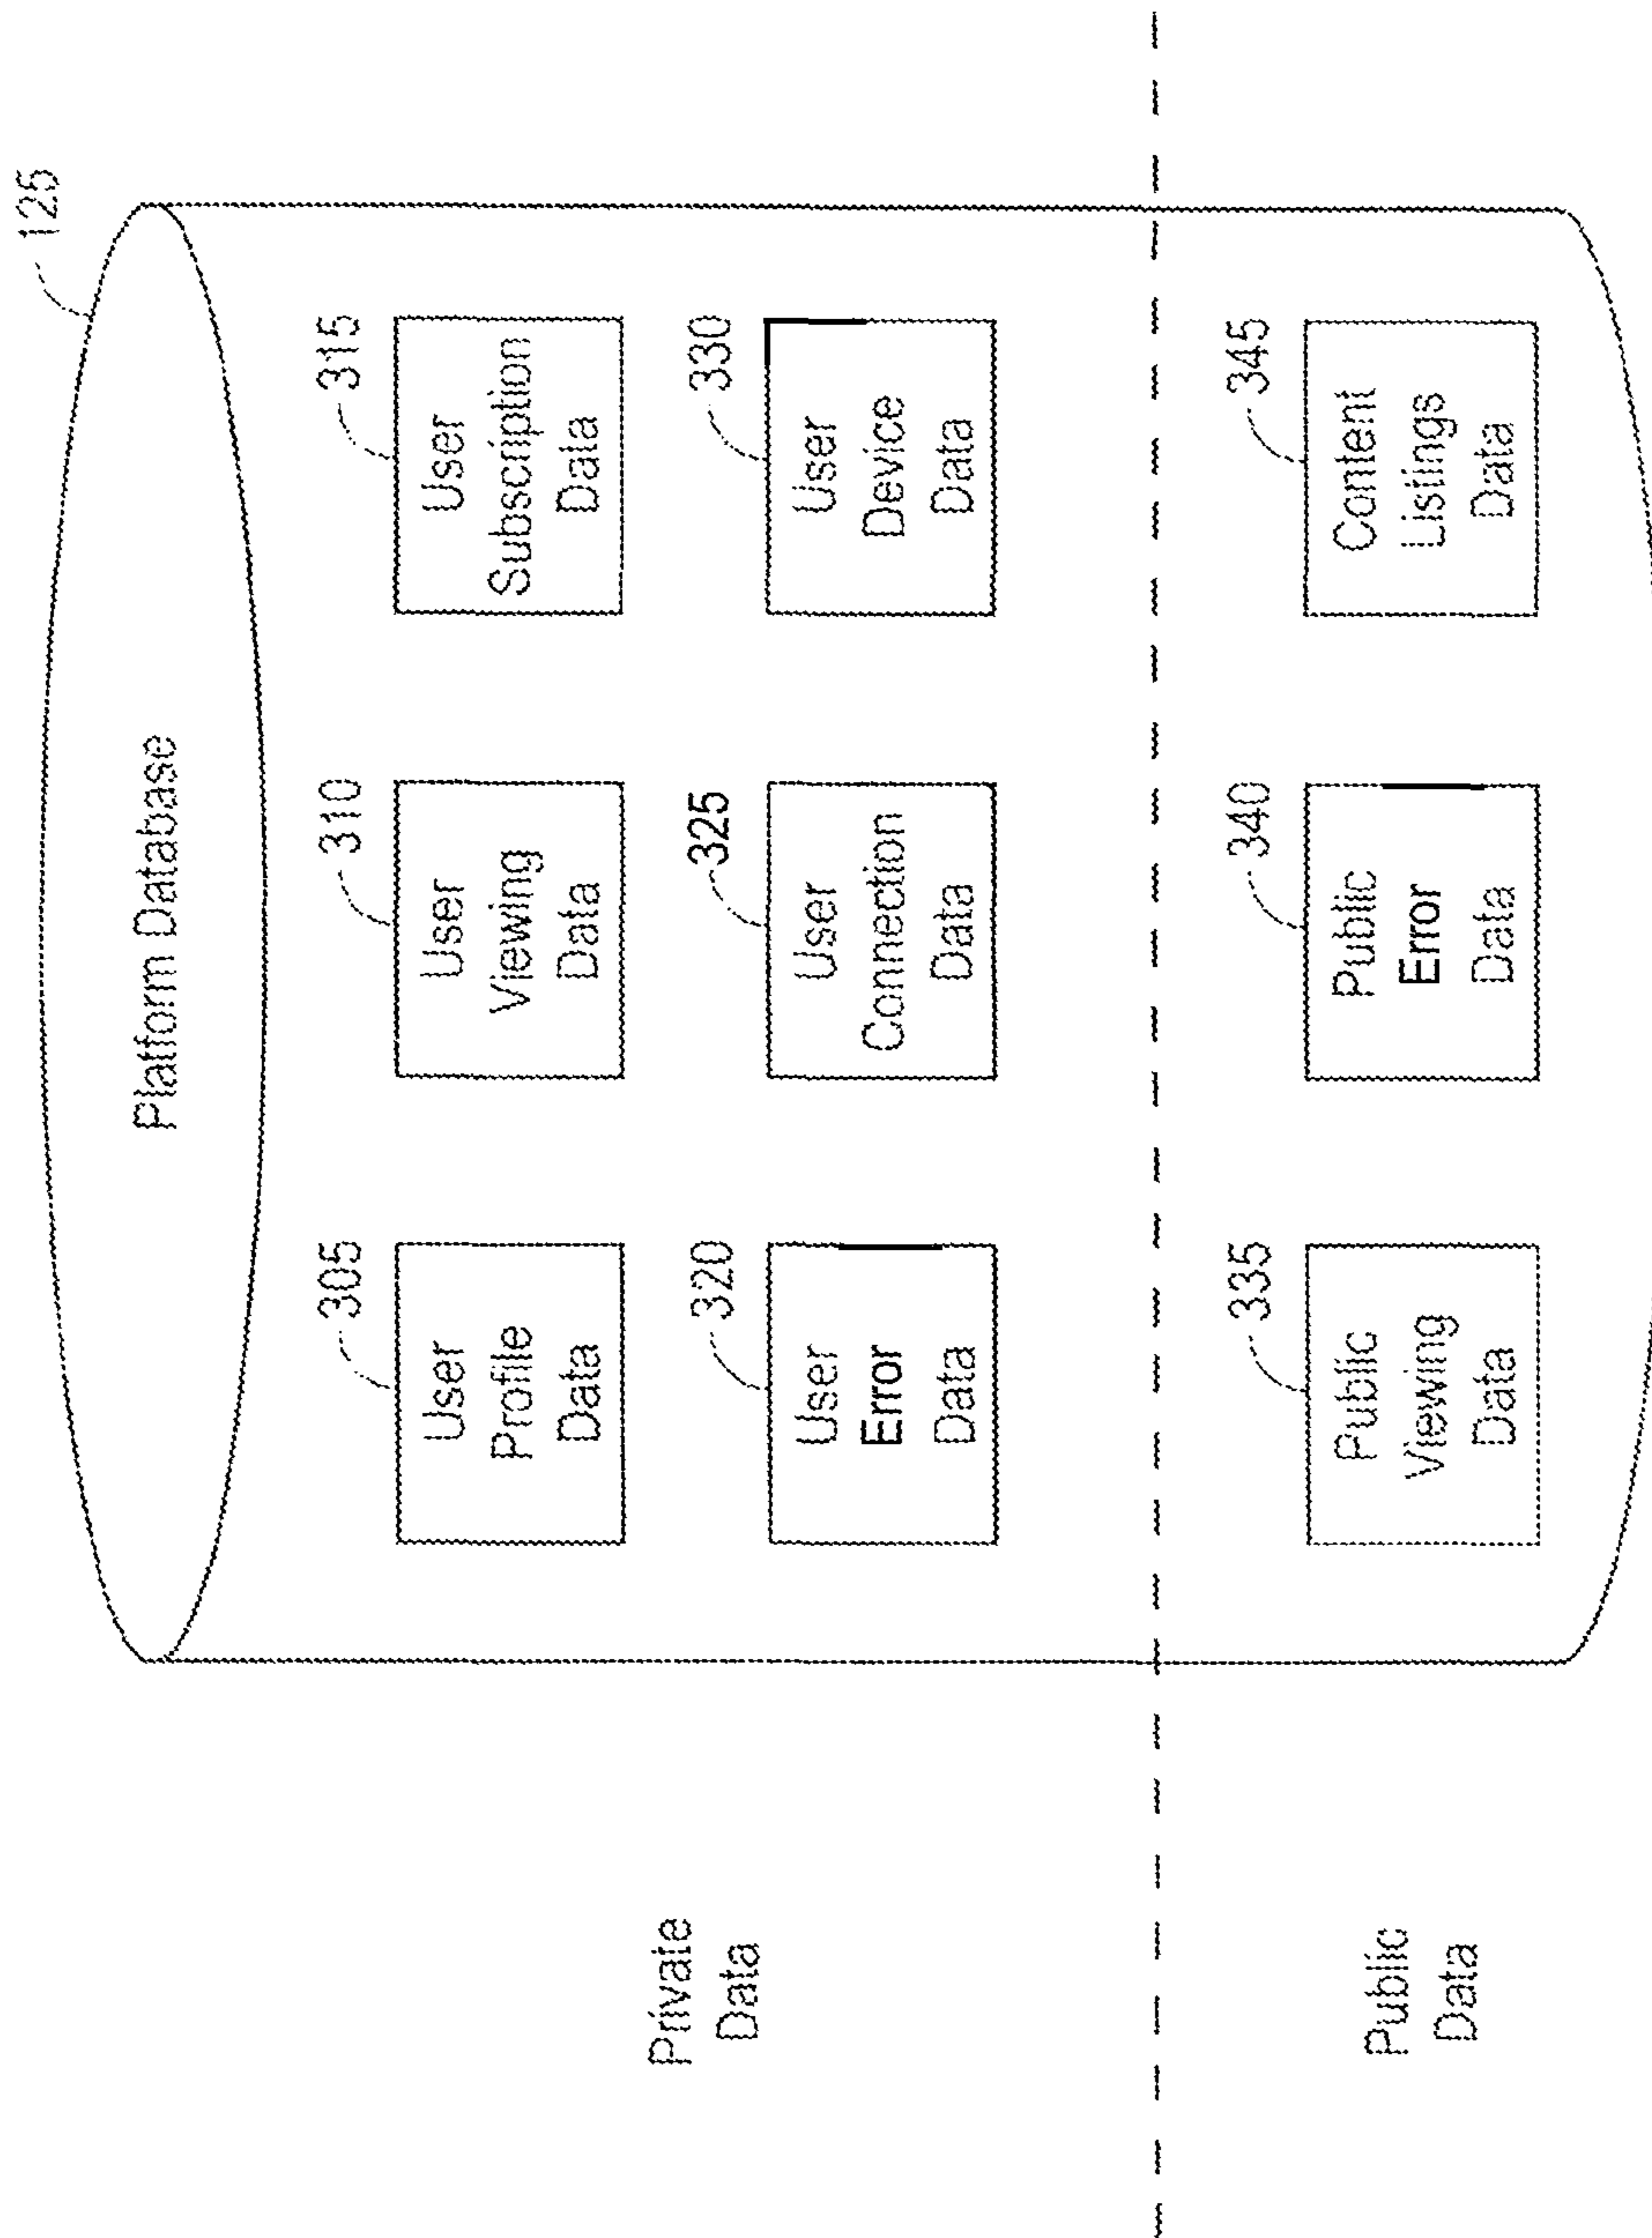 125
Platform Database
305
User
Profile
Data
310
User
Viewing
Data
315
User
Subscription
Data
320
User
Error
Data
325
User
Connection
Data
330
User
Device
Data
Private
Data
335
Public
Viewing
Data
340
Public
Error
Data
345
Content
Listings
Data
Public
Data